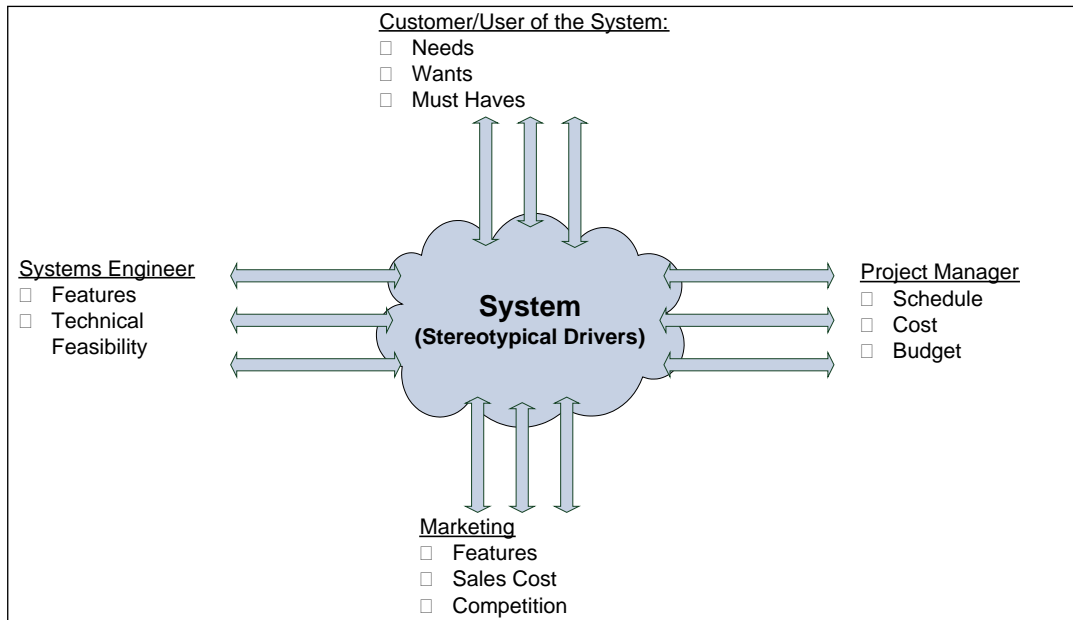 Customer/User of the System:
□ Needs
□ Wants
□ Must Haves
Systems Engineer
□ Features
□ Technical
Feasibility
System
(Stereotypical Drivers)
Project Manager
□ Schedule
□ Cost
□ Budget
Marketing
□ Features
□ Sales Cost
□ Competition